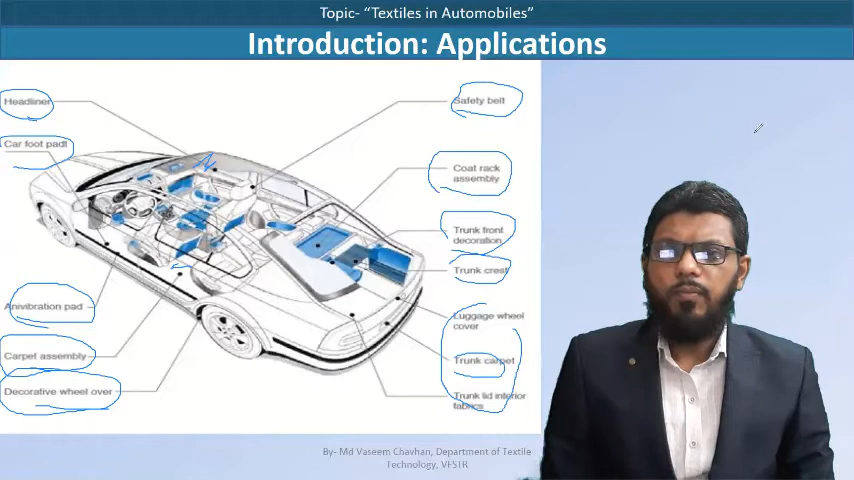 Topic- “Textiles in Automobiles”
Introduction: Applications
Headliner
Car foot padt
Anivibration pad
Carpet assembly
Decorative wheel over
Safety belt
Coat rack
assembly
Trunk front
decoration
Trunk crest
Luggage wheel
cover
Trunk carpet
Trunk lid interior
fabrics
By- Md Vaseem Chavhan, Department of Textile
Technology, VFSTR